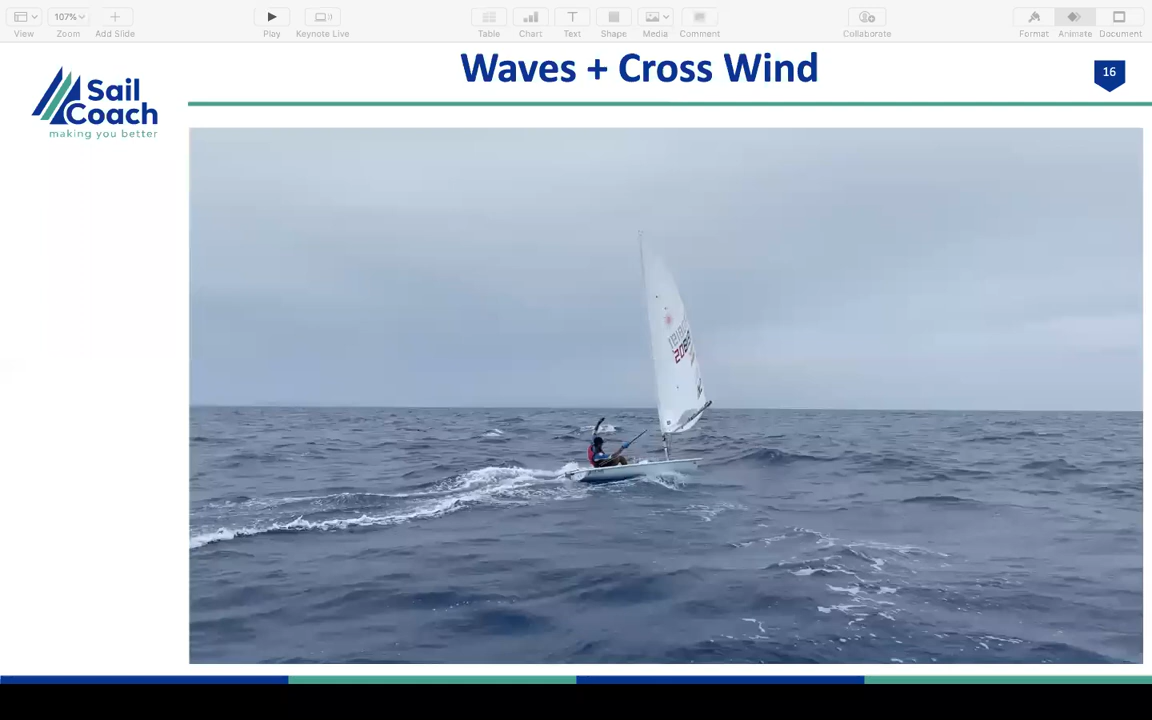 107%
View
Zoom
Add Slide
Play
Keynote Live
Table
Chart
Text
Shape
Media
Comment
Collaborate
Format
Animate
Document
Waves + Cross Wind
16
Sail
Coach
making you better